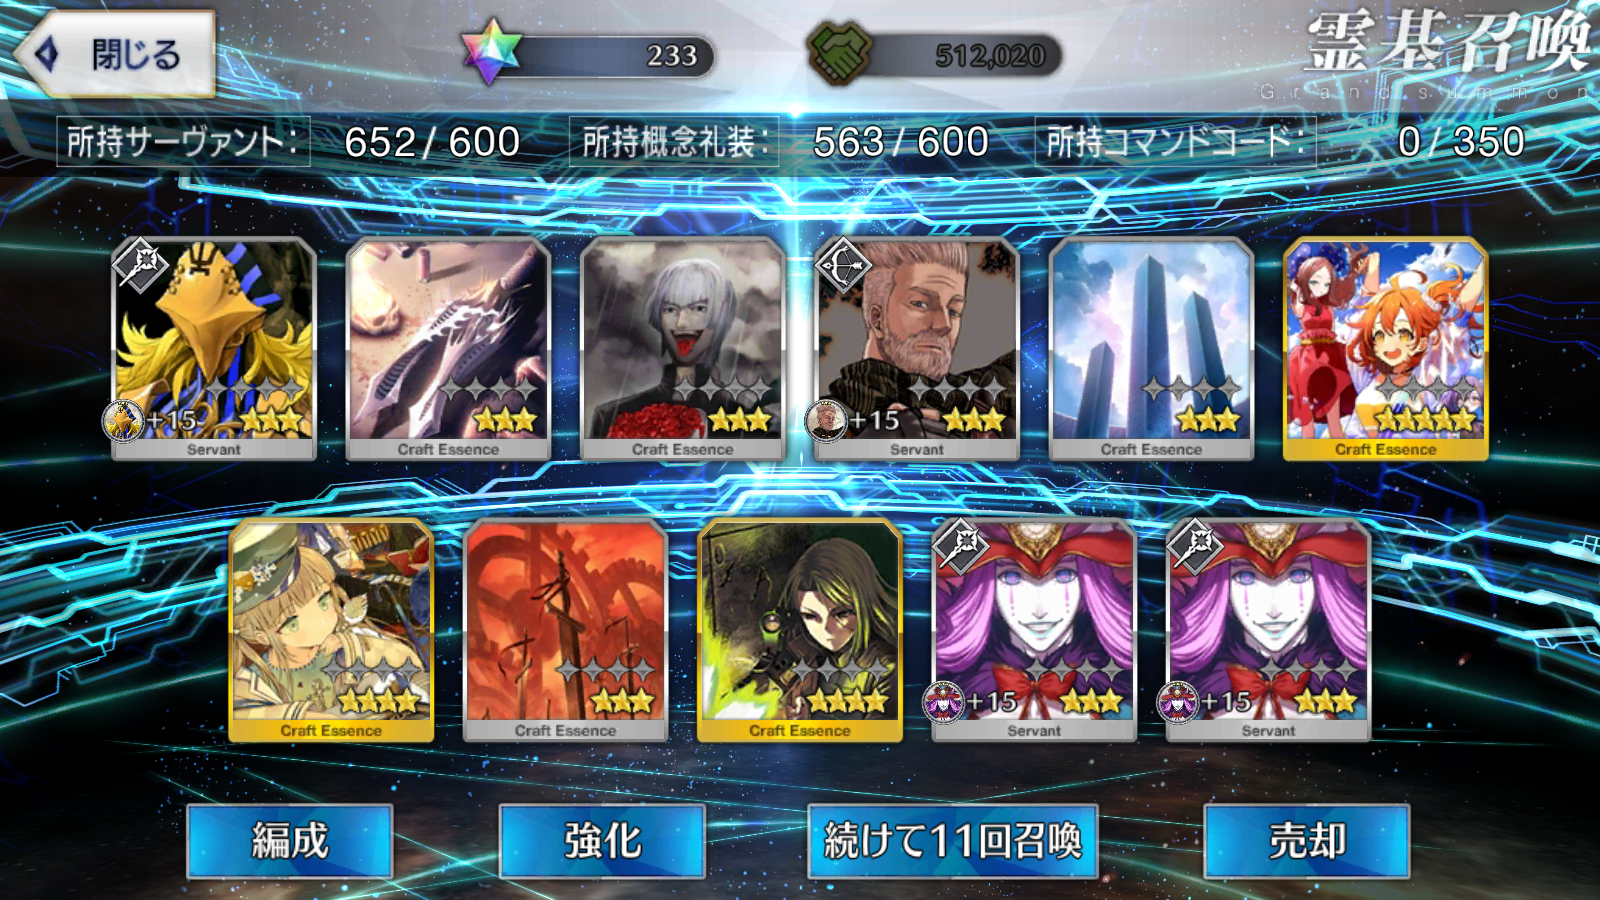 閉じる
233
512,020
霊基召喚
Grand summon
所持サーヴァント: 652/600
所持概念礼装: 563/600
所持コマンドコード: 0/350
+15
Servant
Craft Essence
Craft Essence
+15
Servant
Craft Essence
Craft Essence
Craft Essence
Craft Essence
Craft Essence
+15
Servant
+15
Servant
編成
強化
続けて11回召喚
売却